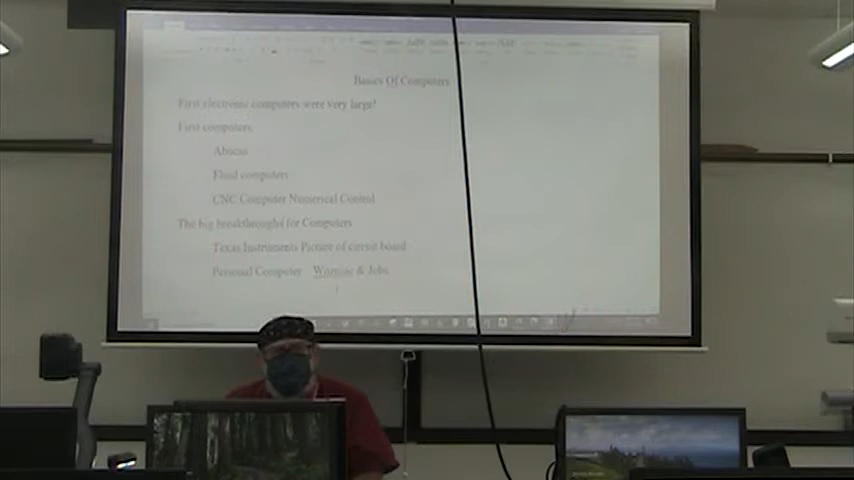 Basics Of Computers
First electronic computers were very large!
First computers
Abacus
Fluid computers
CNC Computer Numerical Control
The big breakthroughs for Computers
Texas Instruments Picture of circuit board
Personal Computer Wozniac & Jobs